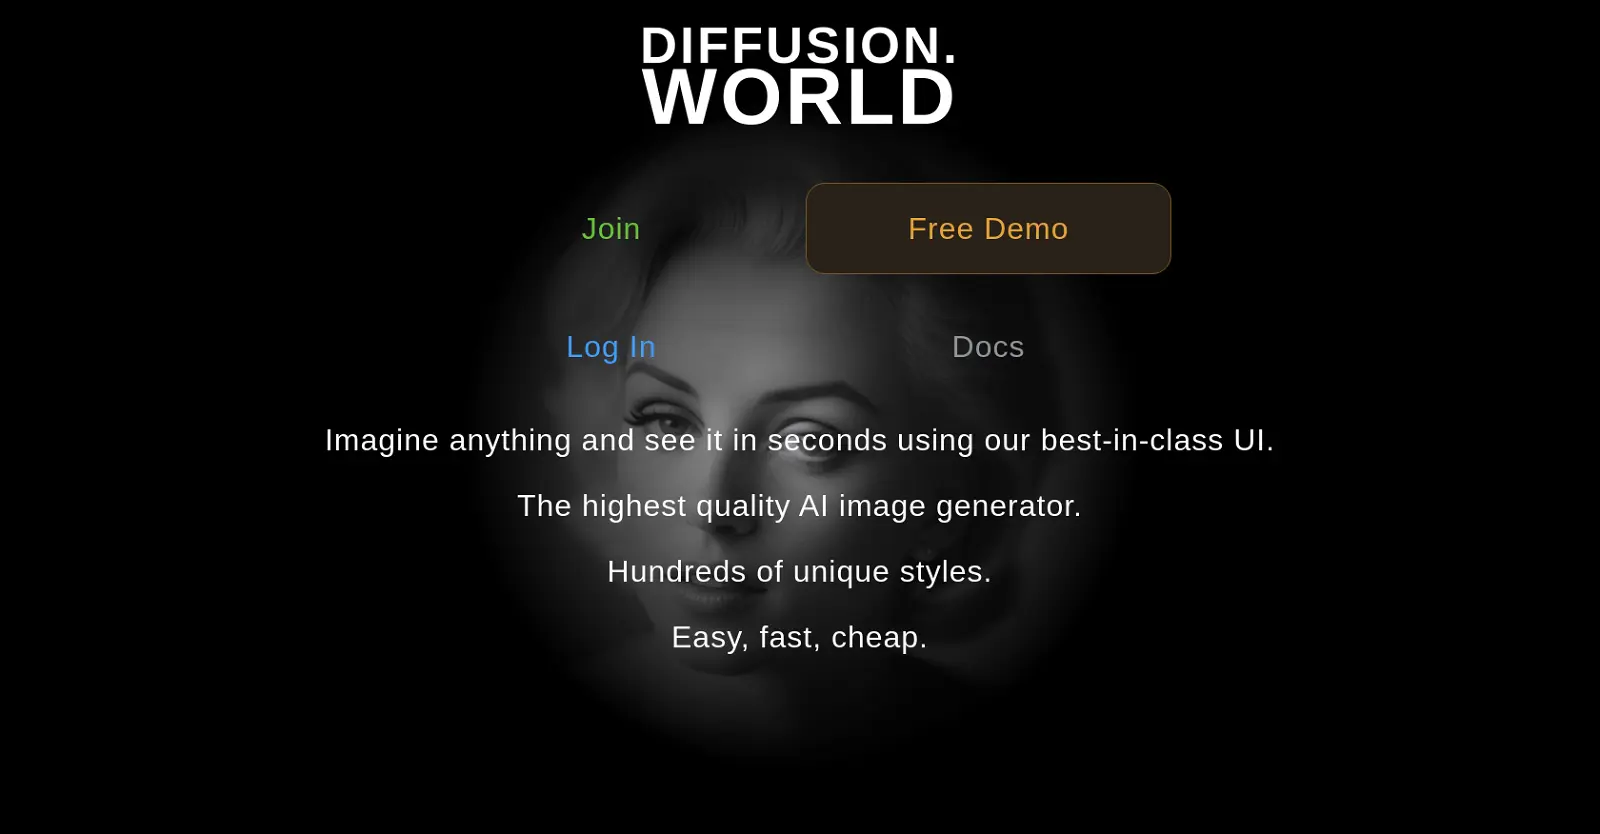 DIFFUSION.
WORLD
Join
Free Demo
Log In
Docs
Imagine anything and see it in seconds using our best-in-class UI.
The highest quality AI image generator.
Hundreds of unique styles.
Easy, fast, cheap.